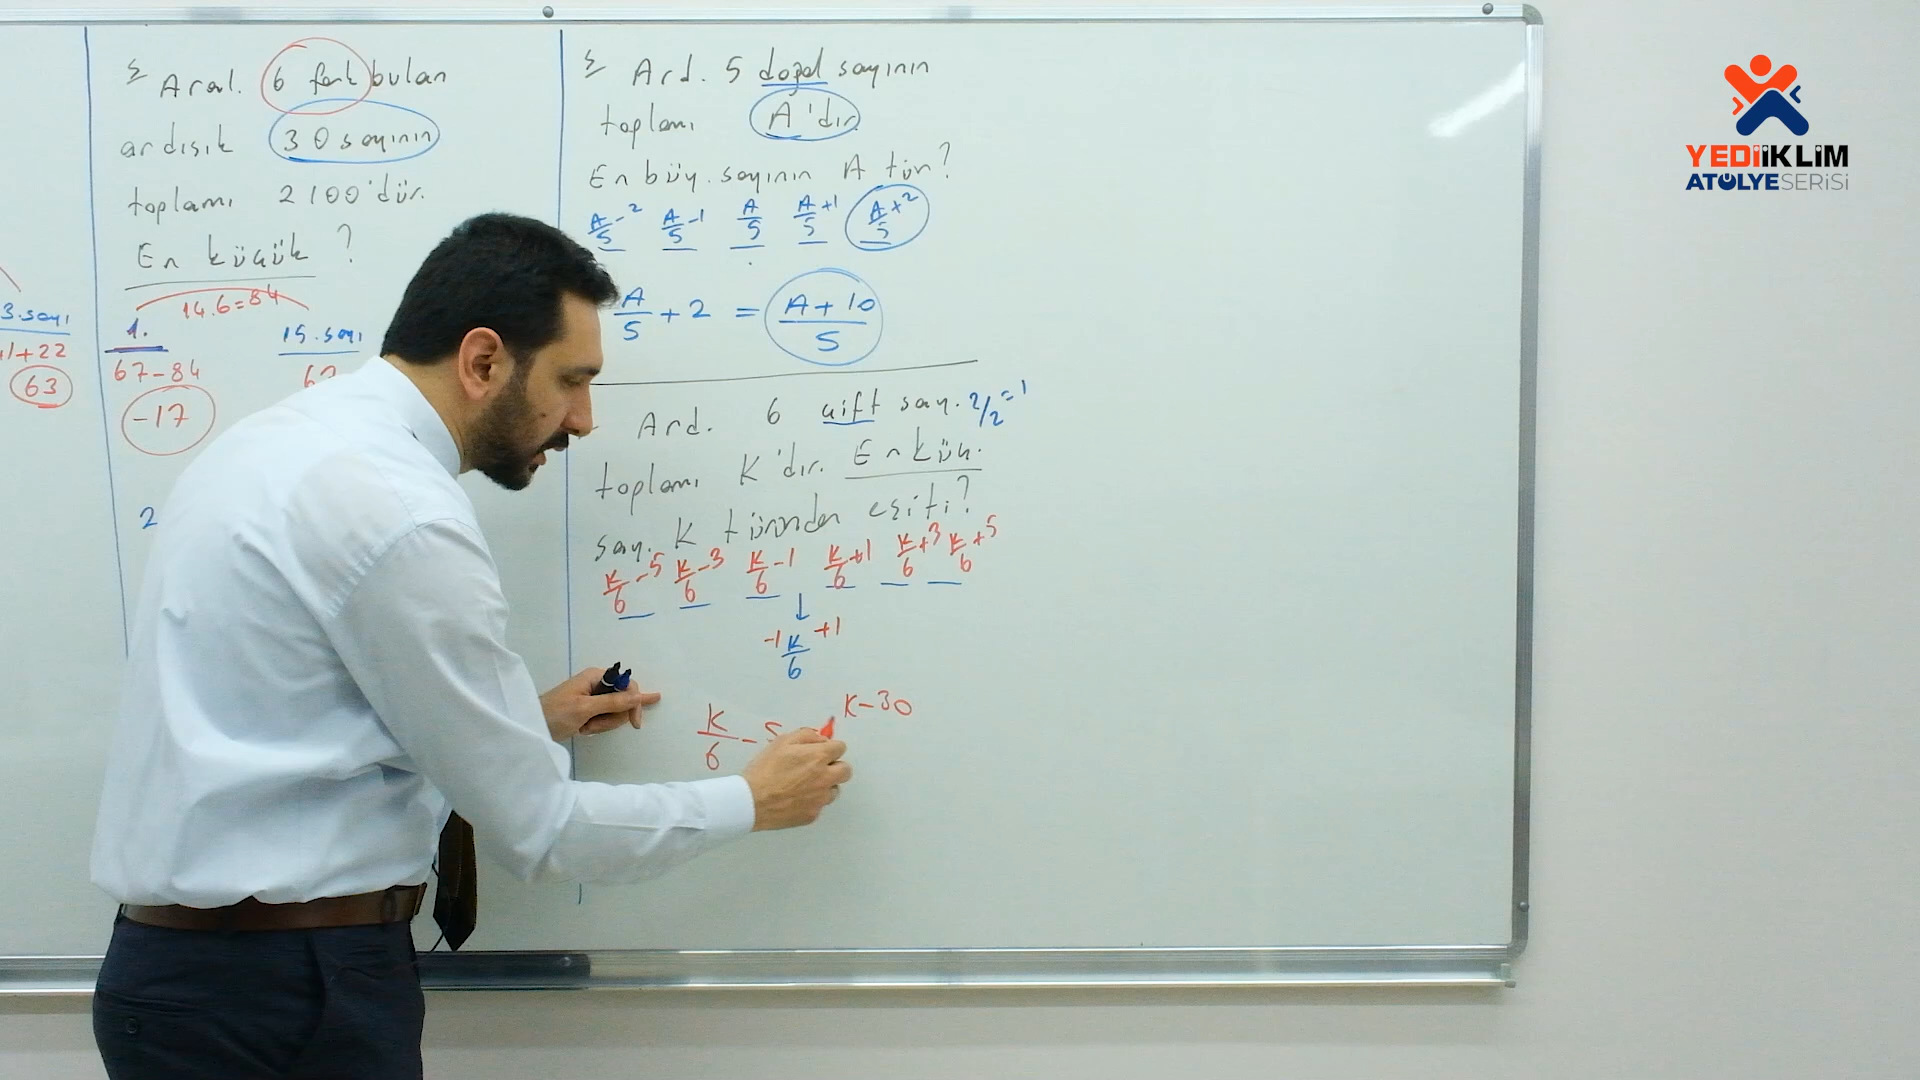 3.sayı
+22
63
Aral. 6 fark bulan
ardışık 30 sayının
toplamı 2100'dür.
En küçük ?
14.6=84
1. 15.sayı
67-84
-17
2
Ard. 5 doğal sayının
toplamı A'dır.
En büy. sayının A tür?
A/5-2 A/5-1 A/5 A/5+1 A/5+2
A/5 + 2 = A+10/5
Ard. 6 çift say. 2/2=1
toplamı K'dır. En küç.
say. K türünden eşiti?
K/6-5 K/6-3 K/6-1 K/6+1 K/6+3 K/6+5
-1 K/6 +1
K/6 - 5 K-30
YEDİİKLİM
ATÖLYESERİSİ